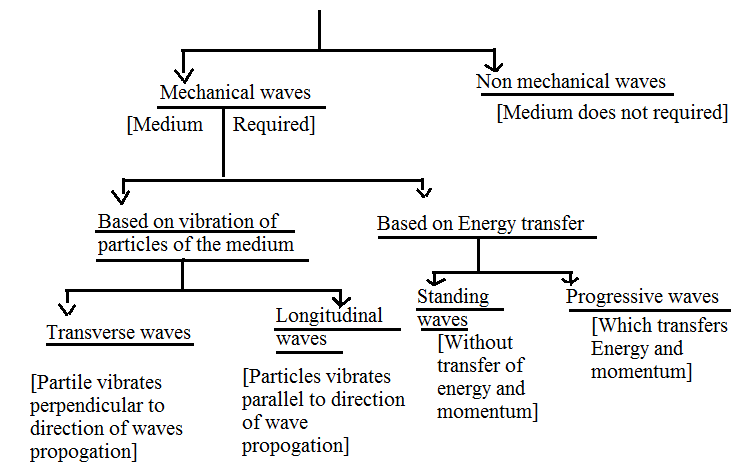 Mechanical waves
[Medium Required]
Non mechanical waves
[Medium does not required]
Based on vibration of
particles of the medium
Based on Energy transfer
Transverse waves
[Partile vibrates
perpendicular to
direction of waves
propogation]
Longitudinal
waves
[Particles vibrates
parallel to direction
of wave
propogation]
Standing
waves
[Without
transfer of
energy and
momentum]
Progressive waves
[Which transfers
Energy and
momentum]